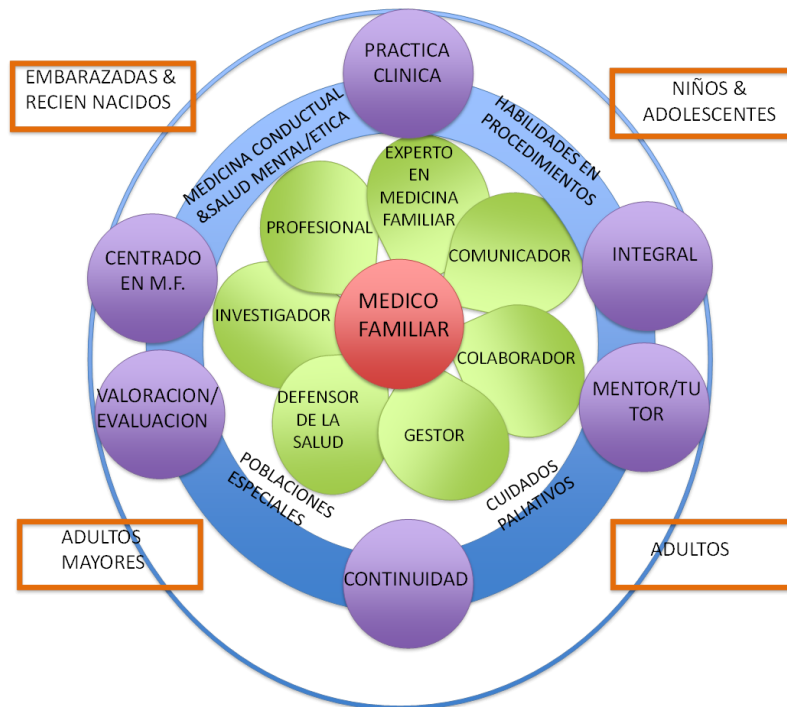 PRACTICA
CLINICA
EMBARAZADAS &
RECIEN NACIDOS
NIÑOS &
ADOLESCENTES
MEDICINA CONDUCTUAL
&SALUD MENTAL/ETICA
HABILIDADES EN
PROCEDIMIENTOS
EXPERTO
EN
MEDICINA
FAMILIAR
PROFESIONAL
COMUNICADOR
CENTRADO
EN M.F.
INTEGRAL
INVESTIGADOR
MEDICO
FAMILIAR
COLABORADOR
VALORACION/
EVALUACION
MENTOR/TU
TOR
DEFENSOR
DE LA
SALUD
GESTOR
POBLACIONES
ESPECIALES
CUIDADOS
PALIATIVOS
ADULTOS
MAYORES
ADULTOS
CONTINUIDAD